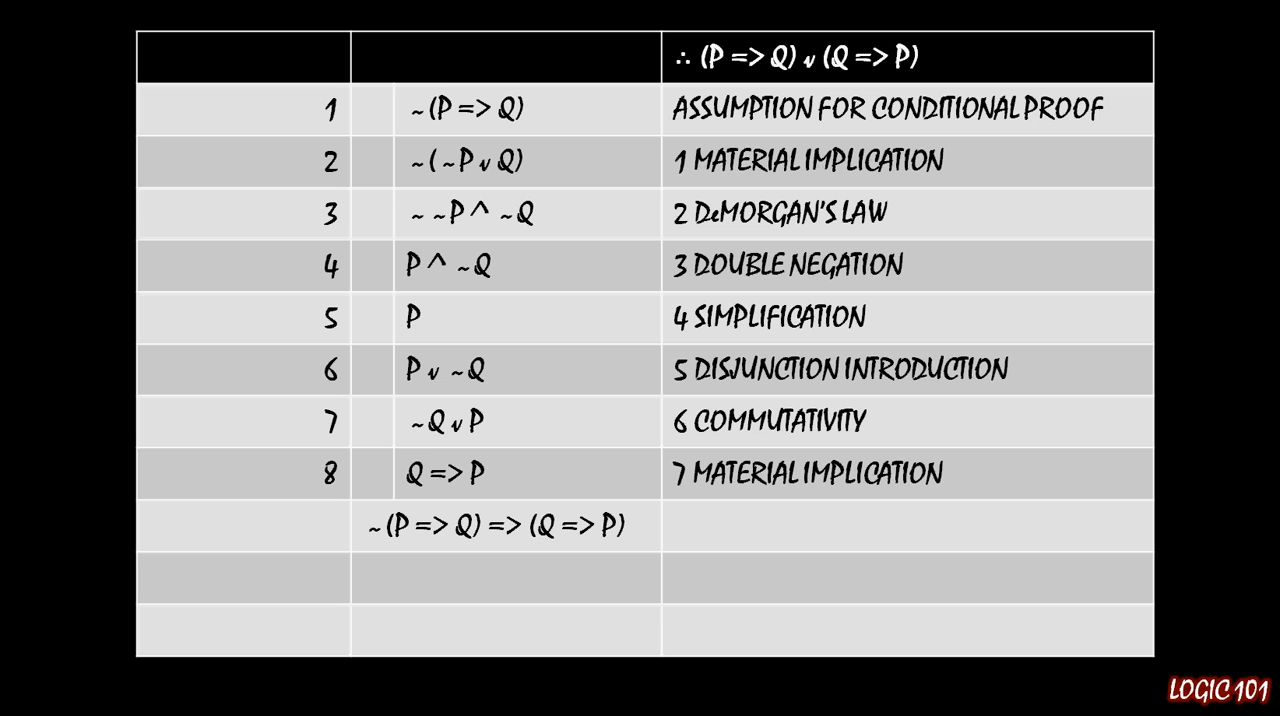 ∴ (P => Q) v (Q => P)
1 ~(P => Q) ASSUMPTION FOR CONDITIONAL PROOF
2 ~(~P v Q) 1 MATERIAL IMPLICATION
3 ~ ~P ^ ~Q 2 DeMORGAN'S LAW
4 P ^ ~Q 3 DOUBLE NEGATION
5 P 4 SIMPLIFICATION
6 P v ~Q 5 DISJUNCTION INTRODUCTION
7 ~Q v P 6 COMMUTATIVITY
8 Q => P 7 MATERIAL IMPLICATION
~(P => Q) => (Q => P)
LOGIC 101